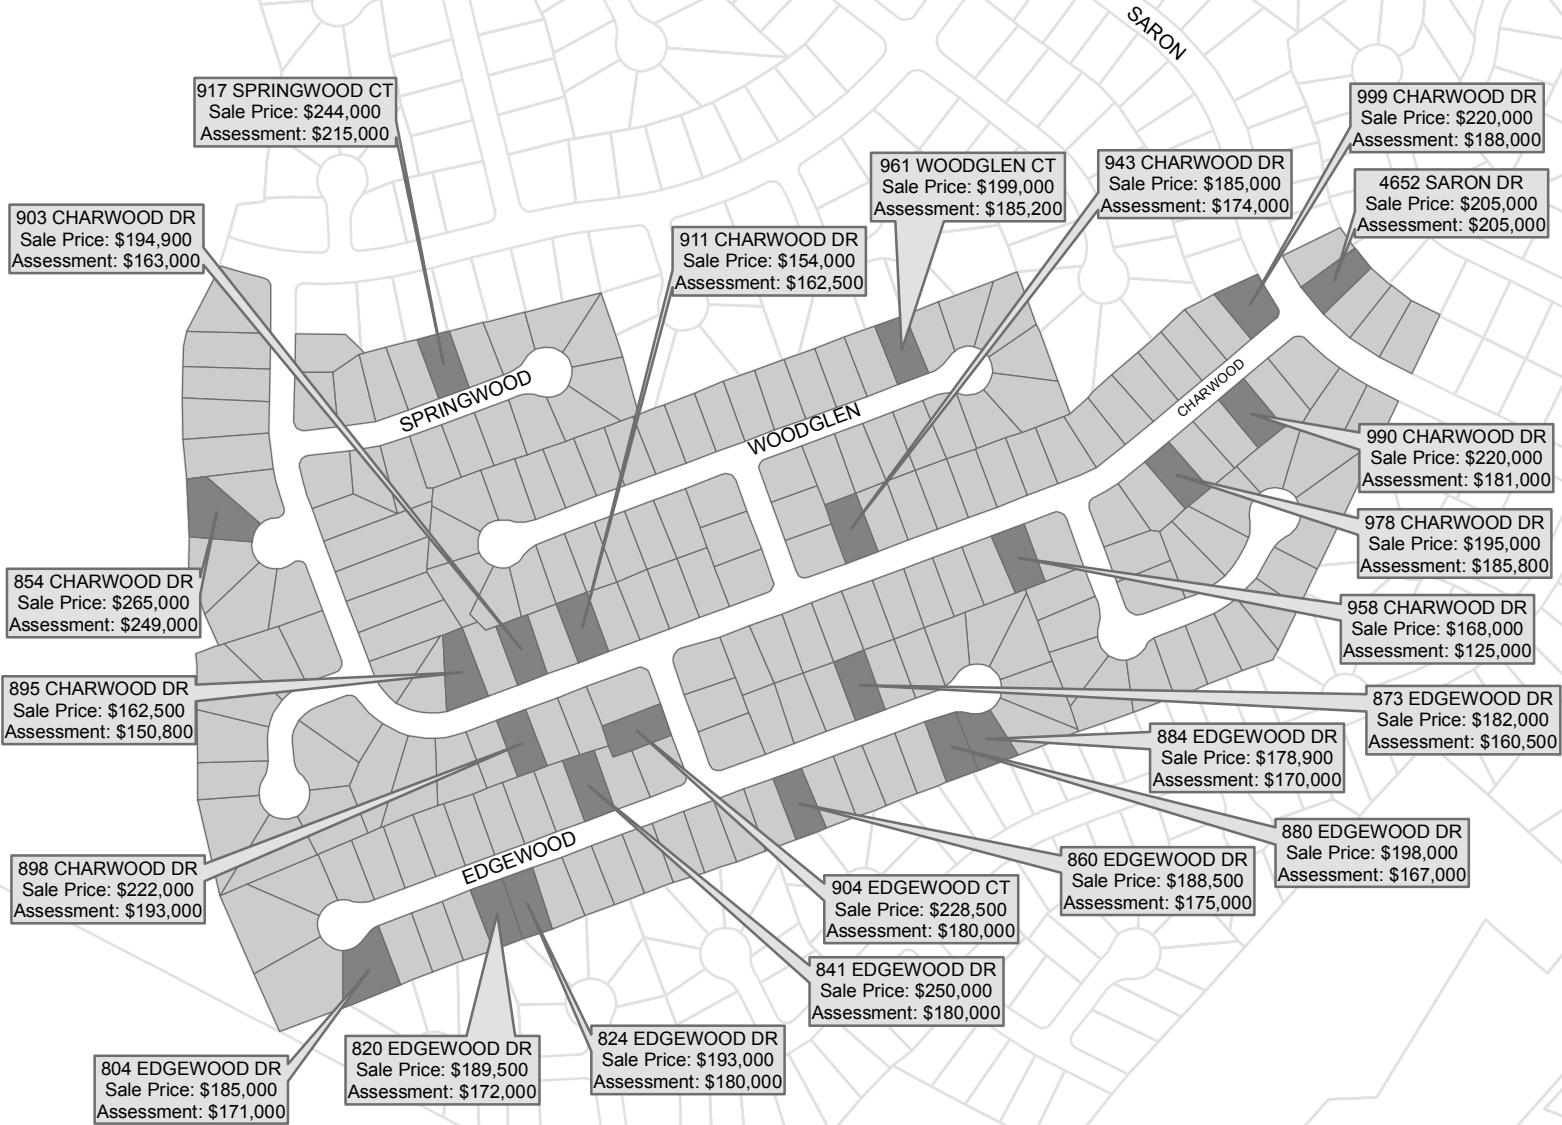 SARON
917 SPRINGWOOD CT
Sale Price: $244,000
Assessment: $215,000
999 CHARWOOD DR
Sale Price: $220,000
Assessment: $188,000
961 WOODGLEN CT
Sale Price: $199,000
Assessment: $185,200
943 CHARWOOD DR
Sale Price: $185,000
Assessment: $174,000
4652 SARON DR
Sale Price: $205,000
Assessment: $205,000
903 CHARWOOD DR
Sale Price: $194,900
Assessment: $163,000
911 CHARWOOD DR
Sale Price: $154,000
Assessment: $162,500
SPRINGWOOD
WOODGLEN
CHARWOOD
990 CHARWOOD DR
Sale Price: $220,000
Assessment: $181,000
978 CHARWOOD DR
Sale Price: $195,000
Assessment: $185,800
854 CHARWOOD DR
Sale Price: $265,000
Assessment: $249,000
958 CHARWOOD DR
Sale Price: $168,000
Assessment: $125,000
895 CHARWOOD DR
Sale Price: $162,500
Assessment: $150,800
873 EDGEWOOD DR
Sale Price: $182,000
Assessment: $160,500
884 EDGEWOOD DR
Sale Price: $178,900
Assessment: $170,000
880 EDGEWOOD DR
Sale Price: $198,000
Assessment: $167,000
EDGEWOOD
898 CHARWOOD DR
Sale Price: $222,000
Assessment: $193,000
860 EDGEWOOD DR
Sale Price: $188,500
Assessment: $175,000
904 EDGEWOOD CT
Sale Price: $228,500
Assessment: $180,000
841 EDGEWOOD DR
Sale Price: $250,000
Assessment: $180,000
824 EDGEWOOD DR
Sale Price: $193,000
Assessment: $180,000
820 EDGEWOOD DR
Sale Price: $189,500
Assessment: $172,000
804 EDGEWOOD DR
Sale Price: $185,000
Assessment: $171,000